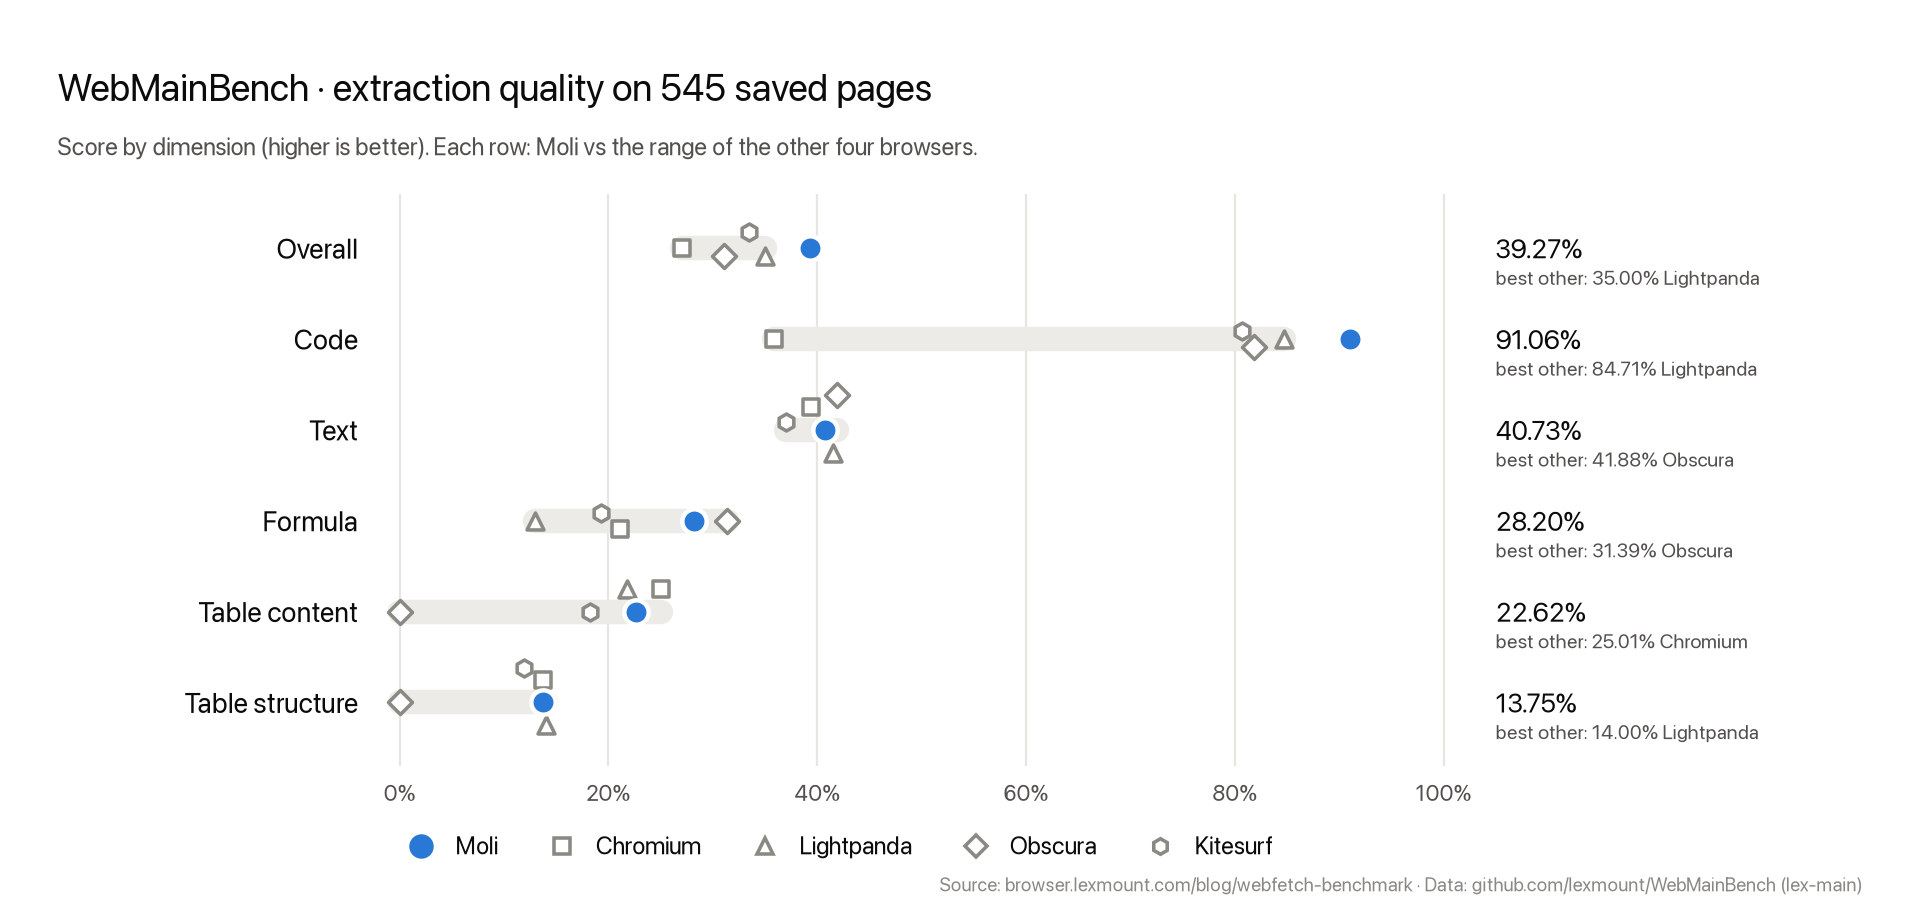 WebMainBench · extraction quality on 545 saved pages
Score by dimension (higher is better). Each row: Moli vs the range of the other four browsers.
Overall
39.27%
best other: 35.00% Lightpanda
Code
91.06%
best other: 84.71% Lightpanda
Text
40.73%
best other: 41.88% Obscura
Formula
28.20%
best other: 31.39% Obscura
Table content
22.62%
best other: 25.01% Chromium
Table structure
13.75%
best other: 14.00% Lightpanda
0% 20% 40% 60% 80% 100%
Moli Chromium Lightpanda Obscura Kitesurf
Source: browser.lexmount.com/blog/webfetch-benchmark · Data: github.com/lexmount/WebMainBench (lex-main)